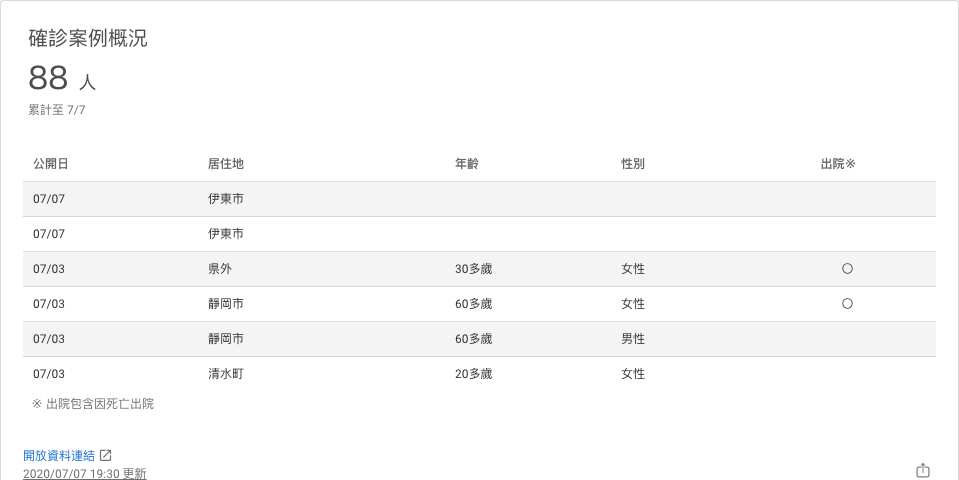 確診案例概況
88 人
累計至 7/7
公開日 居住地 年齡 性別 出院※
07/07 伊東市
07/07 伊東市
07/03 県外 30多歲 女性 ○
07/03 靜岡市 60多歲 女性 ○
07/03 靜岡市 60多歲 男性
07/03 清水町 20多歲 女性
※ 出院包含因死亡出院
開放資料連結
2020/07/07 19:30 更新